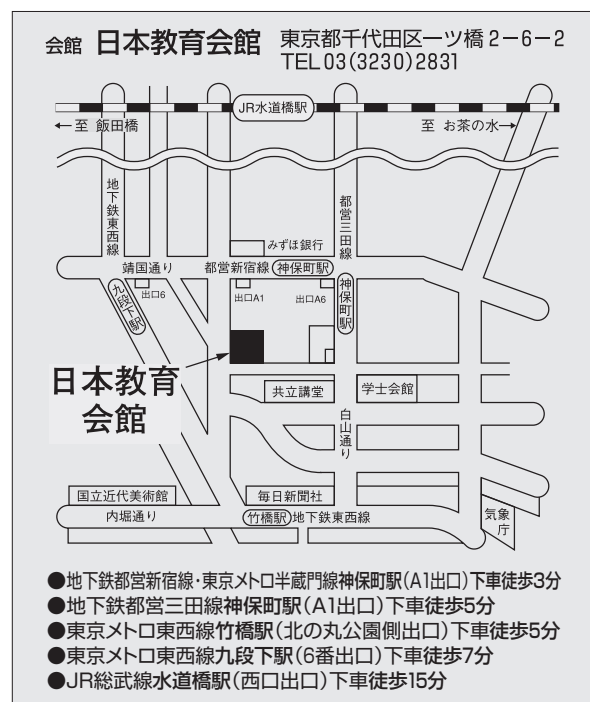 会館 日本教育会館 東京都千代田区一ツ橋2-6-2
TEL 03(3230)2831
JR水道橋駅
←至 飯田橋
至 お茶の水→
地下鉄東西線
都営三田線
みずほ銀行
靖国通り
都営新宿線
神保町駅
九段下駅
出口6
出口A1
出口A6
神保町駅
日本教育
会館
共立講堂
学士会館
白山通り
国立近代美術館
毎日新聞社
内堀通り
竹橋駅
地下鉄東西線
気象庁
●地下鉄都営新宿線・東京メトロ半蔵門線神保町駅(A1出口)下車徒歩3分
●地下鉄都営三田線神保町駅(A1出口)下車徒歩5分
●東京メトロ東西線竹橋駅(北の丸公園側出口)下車徒歩5分
●東京メトロ東西線九段下駅(6番出口)下車徒歩7分
●JR総武線水道橋駅(西口出口)下車徒歩15分